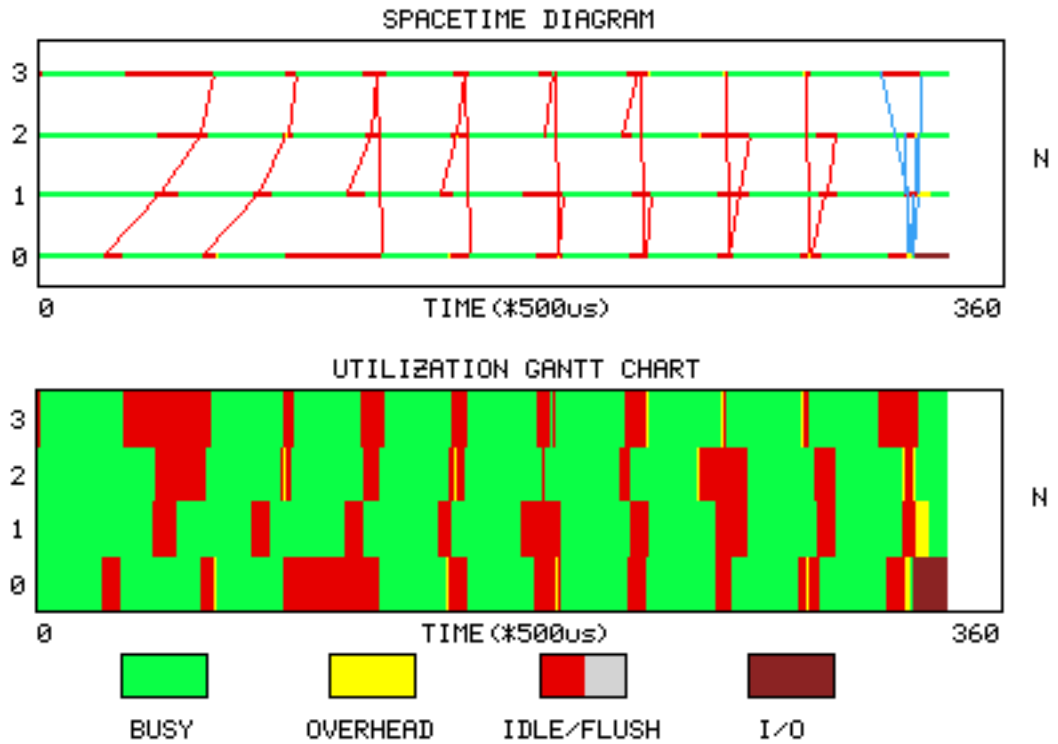 SPACETIME DIAGRAM
3
2
1
0
N
0 TIME(*500us) 360
UTILIZATION GANTT CHART
3
2
1
0
N
0 TIME(*500us) 360
BUSY OVERHEAD IDLE/FLUSH I/O